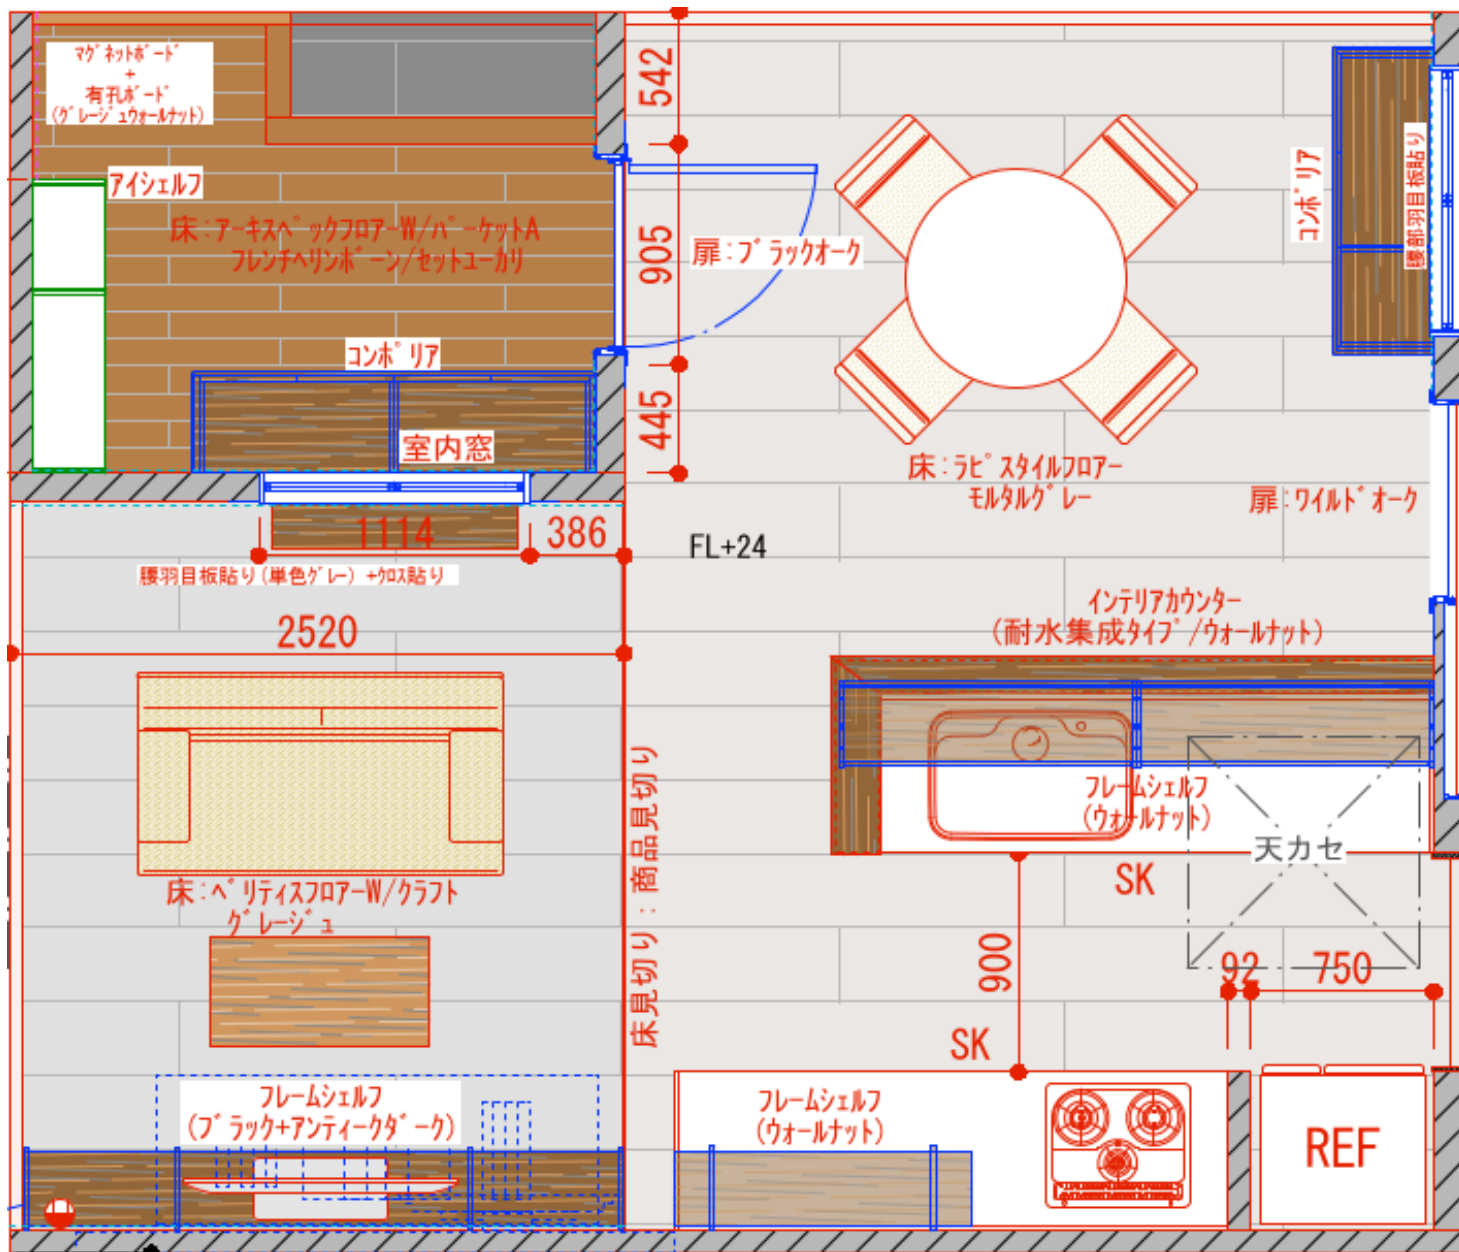 マグネットボード
+
有孔ボード
(グレージュウォールナット)
アイシェルフ
床:アーキスペックフロアーW/パーケットA
フレンチヘリンボーン/セットユーカリ
コンポリア
室内窓
542
905
445
扉:ブラックオーク
コンポリア
腰部羽目板貼り
床:ラピスタイルフロアー
モルタルグレー
扉:ワイルドオーク
1114
386
FL+24
腰羽目板貼り(単色グレー)+クロス貼り
2520
インテリアカウンター
(耐水集成タイプ/ウォールナット)
フレームシェルフ
(ウォールナット)
天カセ
SK
床見切り:商品見切り
床:ベリティスフロアーW/クラフト
グレージュ
900
92
750
SK
フレームシェルフ
(ブラック+アンティークダーク)
フレームシェルフ
(ウォールナット)
REF